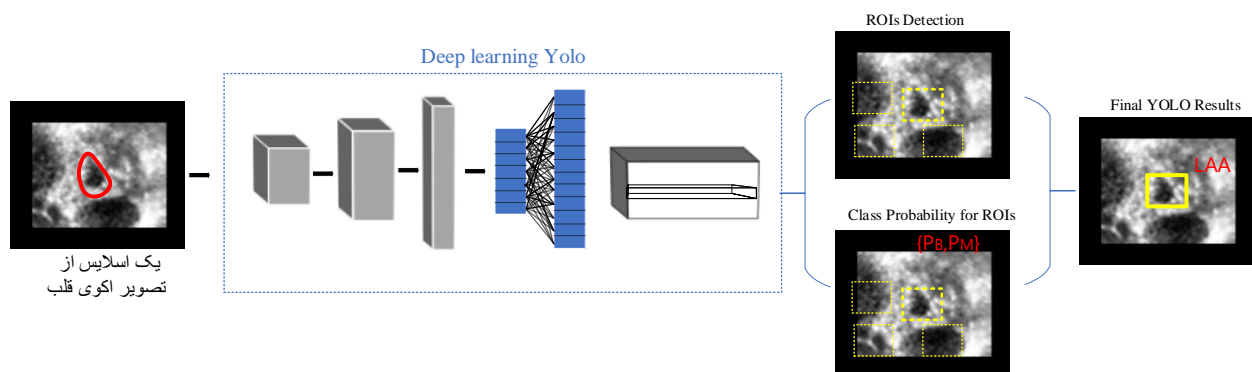 ROIs Detection
Deep learning Yolo
Final YOLO Results
LAA
Class Probability for ROIs
{PB,PM}
یک اسلایس از
تصویر اکوی قلب